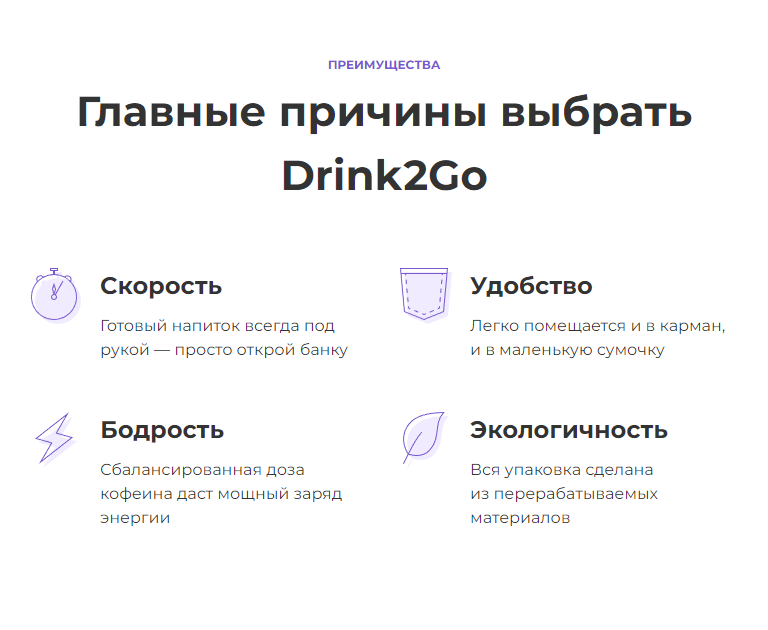 ПРЕИМУЩЕСТВА
Главные причины выбрать
Drink2Go
Скорость
Готовый напиток всегда под
рукой — просто открой банку
Удобство
Легко помещается и в карман,
и в маленькую сумочку
Бодрость
Сбалансированная доза
кофеина даст мощный заряд
энергии
Экологичность
Вся упаковка сделана
из перерабатываемых
материалов